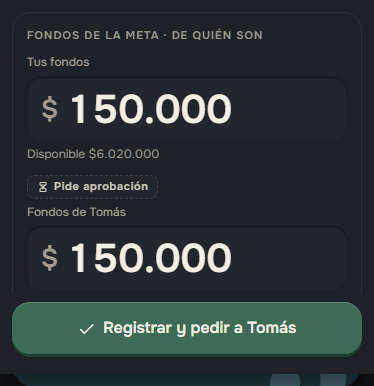 FONDOS DE LA META · DE QUIÉN SON
Tus fondos
$ 150.000
Disponible $6.020.000
Pide aprobación
Fondos de Tomás
$ 150.000
Registrar y pedir a Tomás